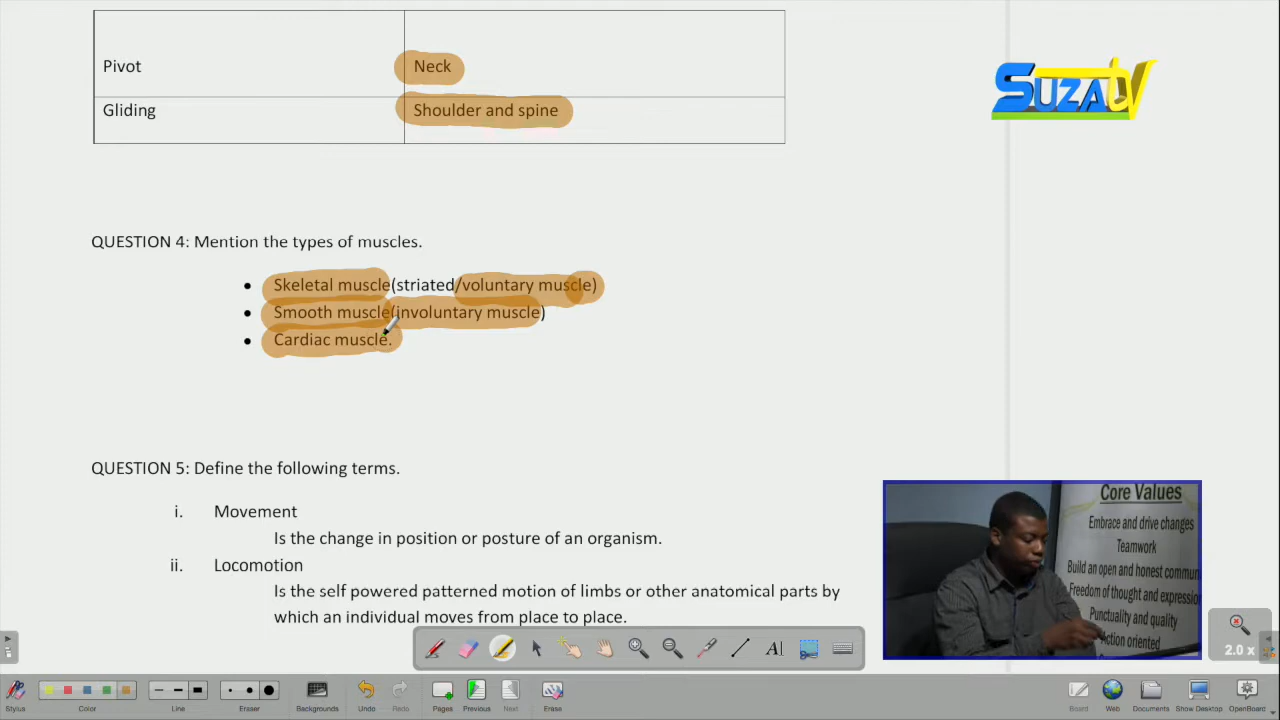 Pivot
Neck
Gliding
Shoulder and spine
SUZA tV
QUESTION 4: Mention the types of muscles.
• Skeletal muscle(striated/voluntary muscle)
• Smooth muscle(involuntary muscle)
• Cardiac muscle.
QUESTION 5: Define the following terms.
i. Movement
Is the change in position or posture of an organism.
ii. Locomotion
Is the self powered patterned motion of limbs or other anatomical parts by
which an individual moves from place to place.
Core Values
Embrace and drive changes
Teamwork
Build an open and honest commun
Freedom of thought and expression
Punctuality and quality
Action oriented
2.0 x
Stylus
Color
Line
Eraser
Backgrounds
Undo
Redo
Pages
Previous
Next
Erase
Board
Web
Documents
Show Desktop
OpenBoard